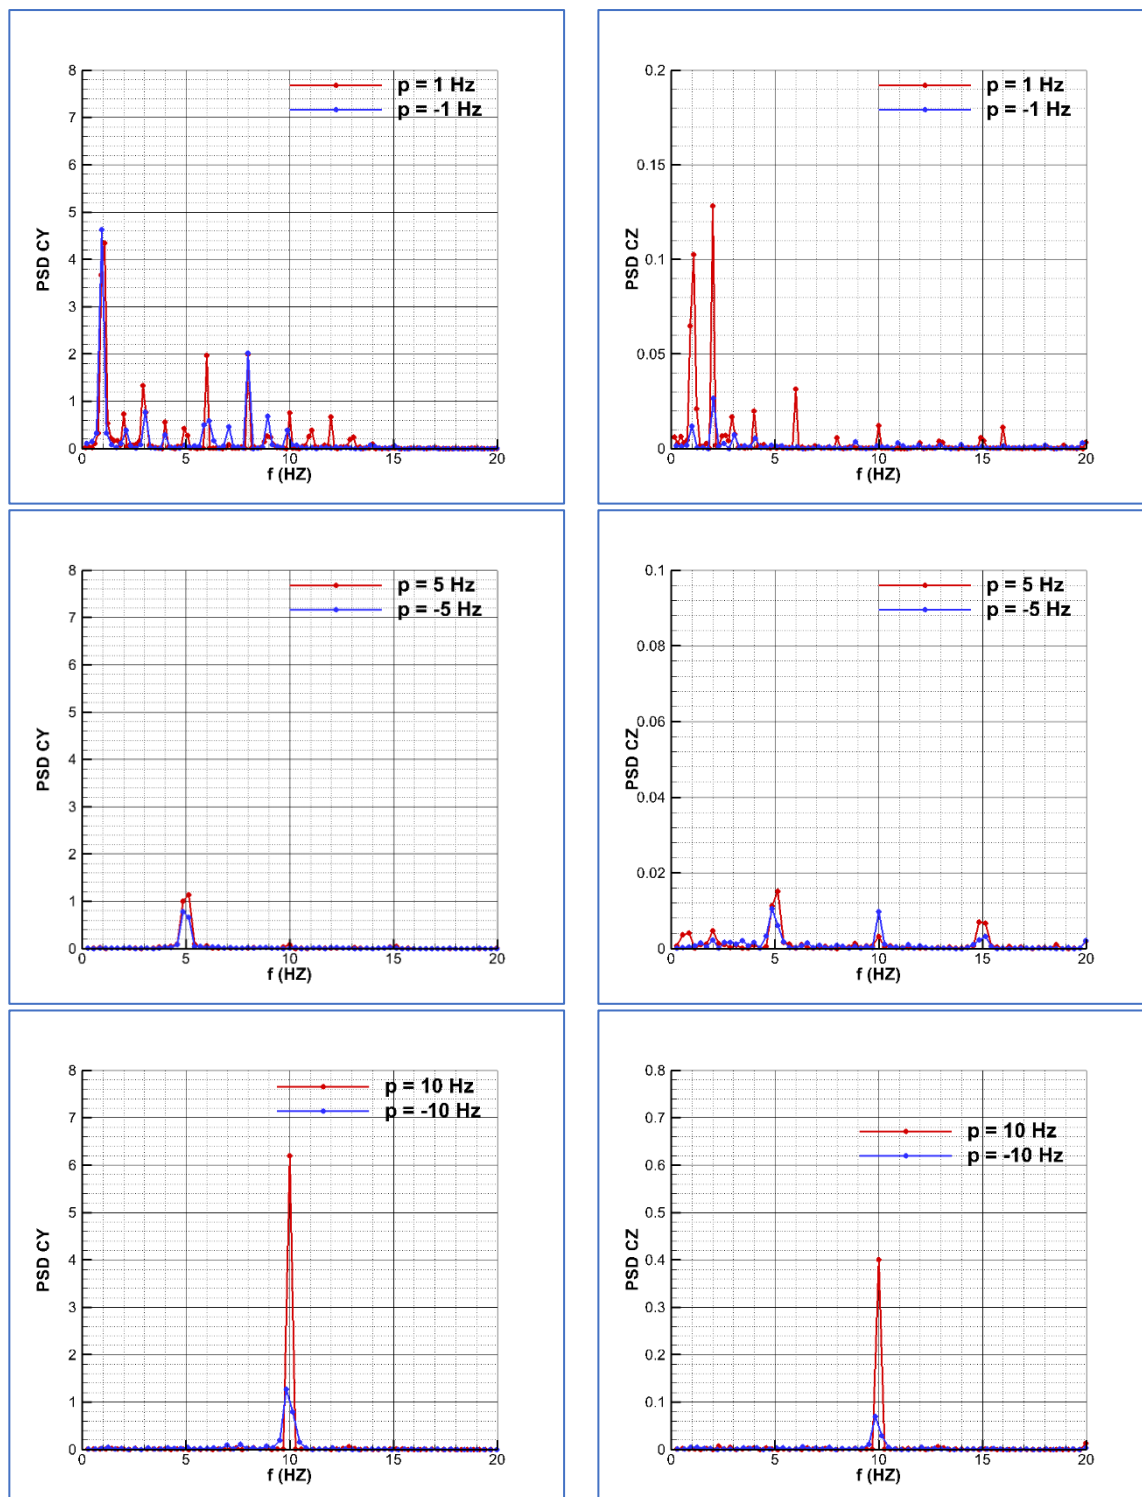 8
7
6
5
4
3
2
1
0
PSD CY
p = 1 Hz
p = -1 Hz
0 5 10 15 20
f (HZ)
0.2
0.15
0.1
0.05
0
PSD CZ
p = 1 Hz
p = -1 Hz
0 5 10 15 20
f (HZ)
8
7
6
5
4
3
2
1
0
PSD CY
p = 5 Hz
p = -5 Hz
0 5 10 15 20
f (HZ)
0.1
0.08
0.06
0.04
0.02
0
PSD CZ
p = 5 Hz
p = -5 Hz
0 5 10 15 20
f (HZ)
8
7
6
5
4
3
2
1
0
PSD CY
p = 10 Hz
p = -10 Hz
0 5 10 15 20
f (HZ)
0.8
0.7
0.6
0.5
0.4
0.3
0.2
0.1
0
PSD CZ
p = 10 Hz
p = -10 Hz
0 5 10 15 20
f (HZ)